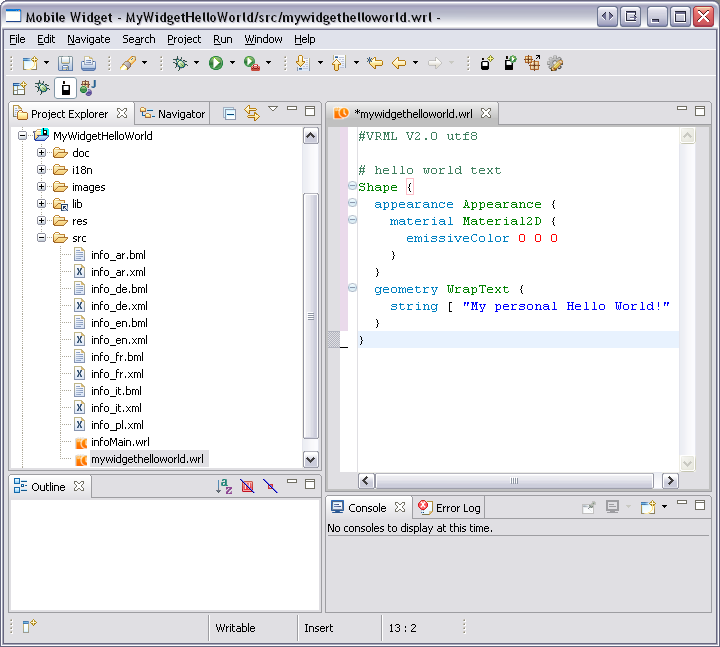 Mobile Widget - MyWidgetHelloWorld/src/mywidgethelloworld.wrl -
File Edit Navigate Search Project Run Window Help
Project Explorer
Navigator
MyWidgetHelloWorld
doc
i18n
images
lib
res
src
info_ar.bml
info_ar.xml
info_de.bml
info_de.xml
info_en.bml
info_en.xml
info_fr.bml
info_fr.xml
info_it.bml
info_it.xml
info_pl.xml
infoMain.wrl
mywidgethelloworld.wrl
*mywidgethelloworld.wrl
#VRML V2.0 utf8
# hello world text
Shape {
appearance Appearance {
material Material2D {
emissiveColor 0 0 0
}
}
geometry WrapText {
string [ "My personal Hello World!"
}
}
Outline
Console
Error Log
No consoles to display at this time.
Writable
Insert
13 : 2